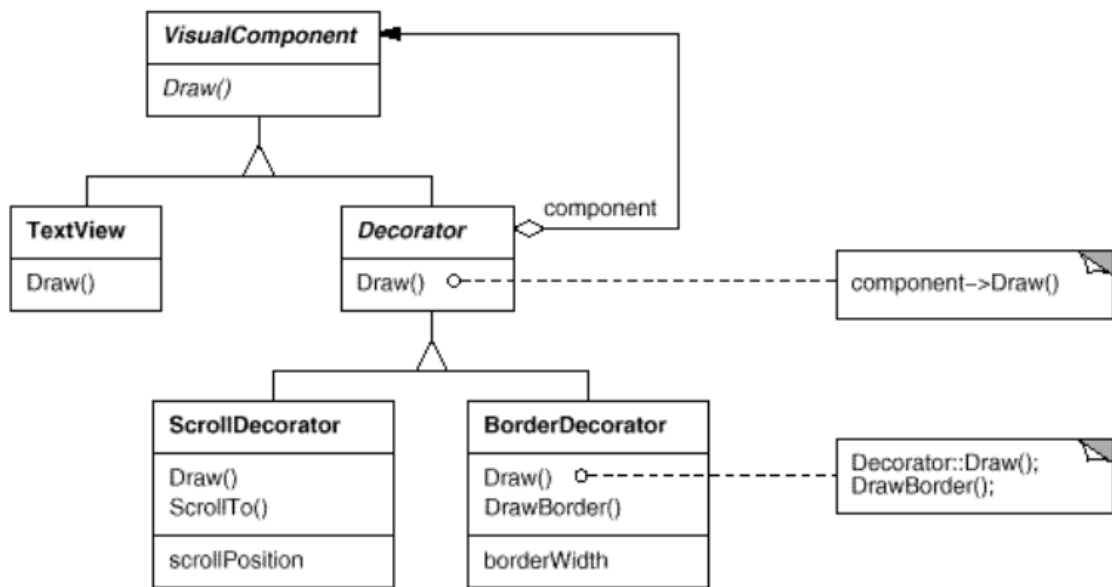 VisualComponent
Draw()
TextView
Draw()
Decorator
Draw()
component
component->Draw()
ScrollDecorator
Draw()
ScrollTo()
scrollPosition
BorderDecorator
Draw()
DrawBorder()
borderWidth
Decorator::Draw();
DrawBorder();